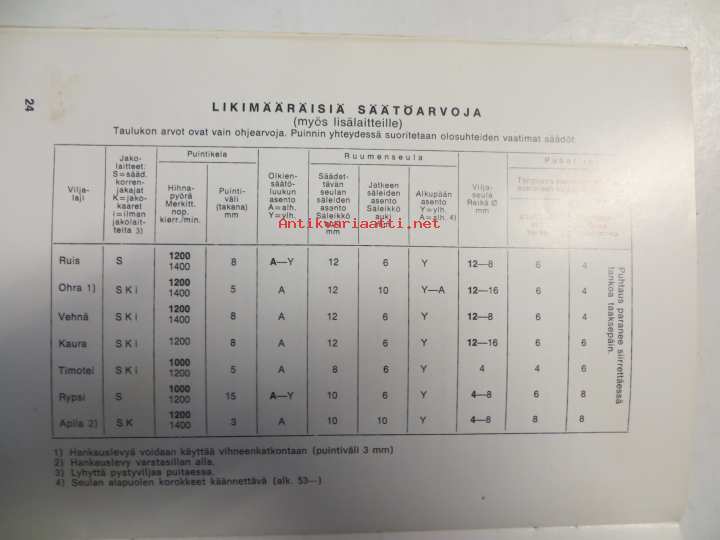 24
LIKIMÄÄRÄISIÄ SÄÄTÖARVOJA
(myös lisälaitteille)
Taulukon arvot ovat vain ohjearvoja. Puinnin yhteydessä suoritetaan olosuhteiden vaatimat säädöt
Vilja-
laji
Jako-
laitteet:
S=sääd.
korren-
jakajat
K=jako-
kaaret
i=ilman
jakolait-
teita 3)
Puintikela
Hihna-
pyörä
Merkitt.
nop.
kierr./min.
Puinti-
väli
(takana)
mm
Olkien-
säätö-
luukun
asento
A=alh.
Y=ylh.
Ruumenseula
Säädet-
tävän
seulan
säleiden
asento
Säleikkö
mm
Jatkeen
säleiden
asento
Säleikkö
auki
Alkupään
asento
Y=ylh.
A=alh. 4)
Vilja-
seula
Reikä Ø
mm
Antikvariaatti.net
Ruis S 1200 1400 8 A—Y 12 6 Y 12—8 6 4
Ohra 1) S K i 1200 1400 5 A 12 10 Y—A 12—16 6 4
Vehnä S K i 1200 1400 8 A 12 6 Y 12—8 6 4
Kaura S K i 1200 8 A 12 6 Y 12—16 6 6
Timotei S K i 1000 1200 5 A 8 6 Y 4 4 6
Rypsi S 1000 1200 15 A—Y 12 6 Y 4—8 6 8
Apila 2) S K 1200 1400 3 A 10 10 Y 4—8 8 8
Puhtaus paranee siirrettäessä
tankoa taaksepäin.
1) Hankauslevyä voidaan käyttää vihneenkatkontaan (puintiväli 3 mm)
2) Hankauslevy varstasillan alla.
3) Lyhyttä pystyviljaa puitaessa.
4) Seulan alapuolen korokkeet käännettävä (alk. 53—)